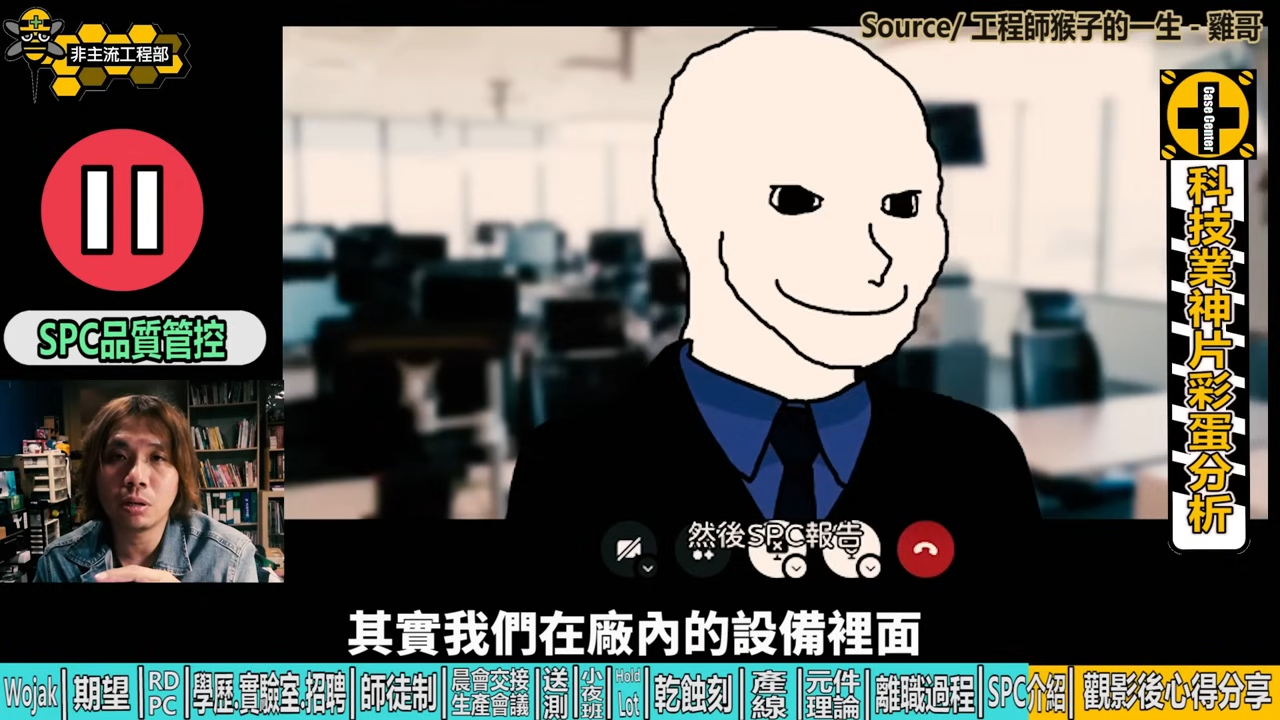 非主流工程部
Source/ 工程師猴子的一生 - 雞哥
Case Center
科技業神片彩蛋分析
SPC品質管控
然後SPC報告
其實我們在廠內的設備裡面
Wojak
期望
RD
PC
學歷.實驗室.招聘
師徒制
晨會交接
生產會議
送測
小夜班
Hold
Lot
乾蝕刻
產線
元件
理論
離職過程
SPC介紹
觀影後心得分享